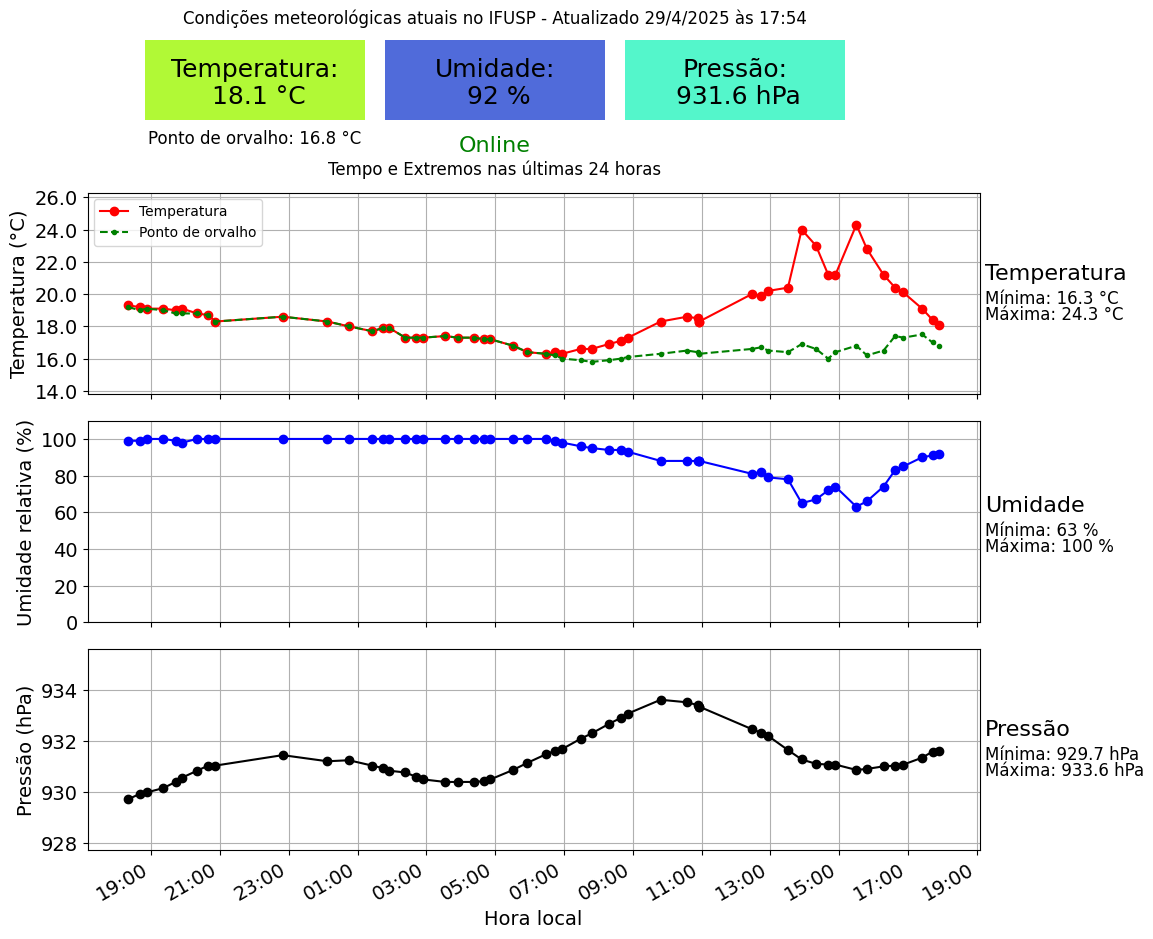 Condições meteorológicas atuais no IFUSP - Atualizado 29/4/2025 às 17:54
Temperatura:
18.1 °C
Umidade:
92 %
Pressão:
931.6 hPa
Ponto de orvalho: 16.8 °C
Online
Tempo e Extremos nas últimas 24 horas
Temperatura (°C)
26.0
24.0
22.0
20.0
18.0
16.0
14.0
Temperatura
Ponto de orvalho
Temperatura
Mínima: 16.3 °C
Máxima: 24.3 °C
Umidade relativa (%)
100
80
60
40
20
0
Umidade
Mínima: 63 %
Máxima: 100 %
Pressão (hPa)
934
932
930
928
Pressão
Mínima: 929.7 hPa
Máxima: 933.6 hPa
19:00 21:00 23:00 01:00 03:00 05:00 07:00 09:00 11:00 13:00 15:00 17:00 19:00
Hora local